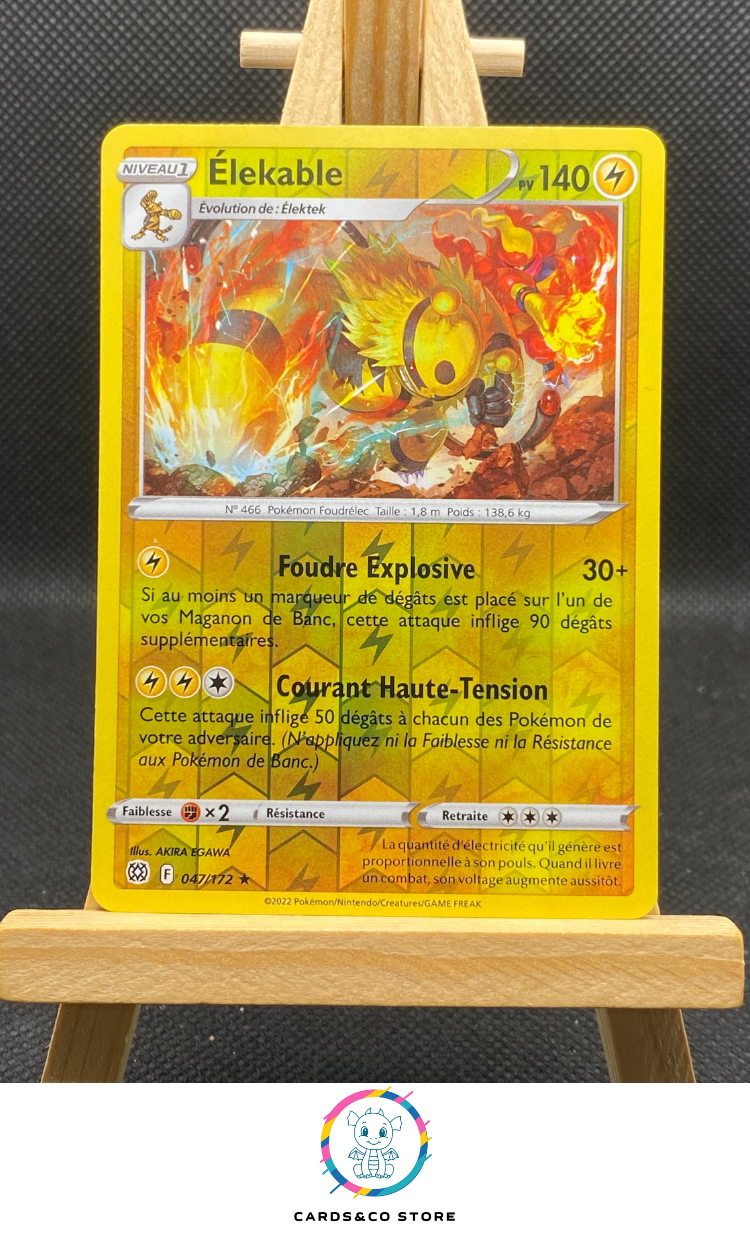 NIVEAU 1
Élekable
PV 140
Évolution de : Élektek
N° 466 Pokémon Foudrélec Taille : 1,8 m Poids : 138,6 kg
Foudre Explosive 30+
Si au moins un marqueur de dégâts est placé sur l'un de
vos Maganon de Banc, cette attaque inflige 90 dégâts
supplémentaires.
Courant Haute-Tension
Cette attaque inflige 50 dégâts à chacun des Pokémon de
votre adversaire. (N'appliquez ni la Faiblesse ni la Résistance
aux Pokémon de Banc.)
Faiblesse ×2 Résistance Retraite
Illus. AKIRA EGAWA
F 047/172 ★
La quantité d'électricité qu'il génère est
proportionnelle à son pouls. Quand il livre
un combat, son voltage augmente aussitôt.
©2022 Pokémon/Nintendo/Creatures/GAME FREAK
CARDS&CO STORE